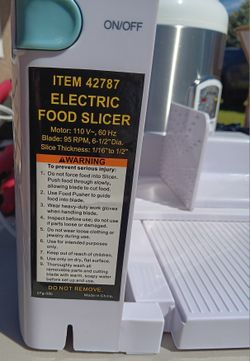 ON/OFF
ITEM 42787
ELECTRIC
FOOD SLICER
Motor: 110 V~, 60 Hz
Blade: 95 RPM, 6-1/2"Dia.
Slice Thickness: 1/16"to 1/2"
WARNING
To prevent serious injury:
1. Do not force food into Slicer.
Push food through slowly,
allowing blade to cut food.
2. Use Food Pusher to guide
food into blade.
3. Wear heavy-duty work gloves
when handling blade.
4. Inspect before use; do not use
if parts loose or damaged.
5. Do not wear loose clothing or
jewelry during use.
6. Use for intended purposes
only.
7. Keep out of reach of children.
8. Use only on dry, flat surface.
9. Thoroughly wash all
removable parts and cutting
blade with warm, soapy water
before set up and use.
DO NOT REMOVE.
Made in China.